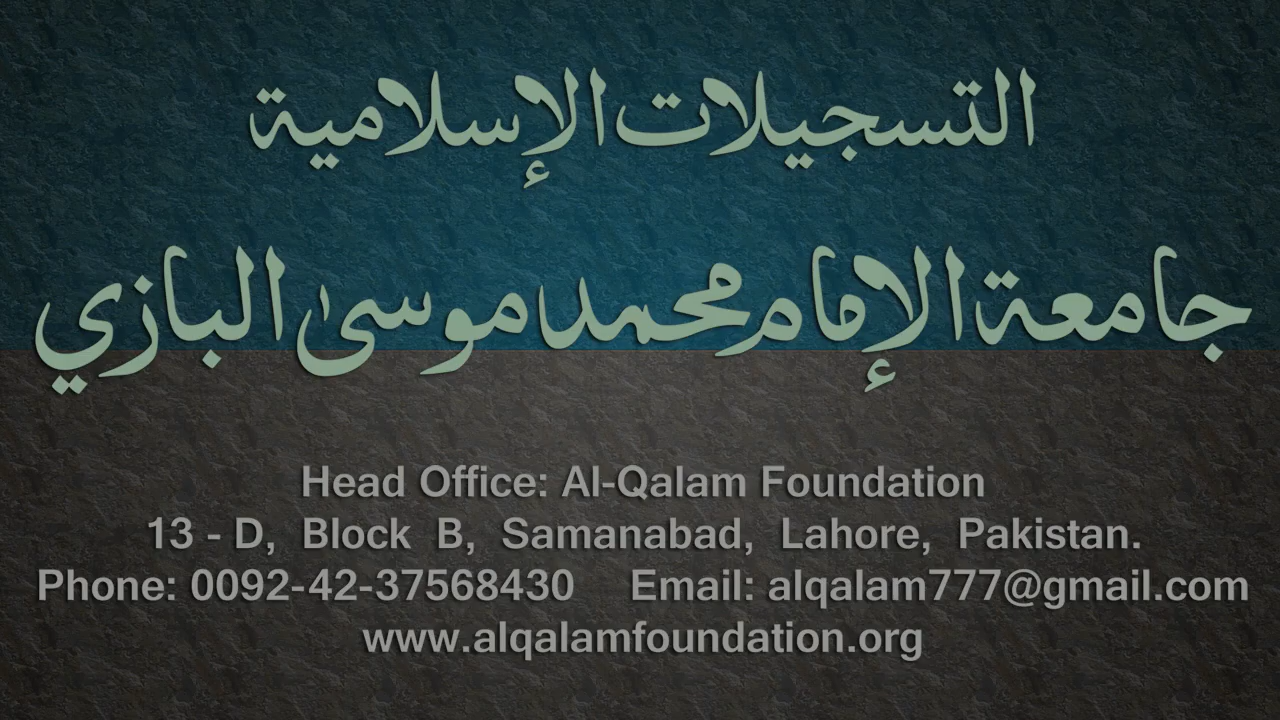 التسجيلات الإسلامية
جامعة الإمام محمد موسىٰ البازي
Head Office: Al-Qalam Foundation
13 - D, Block B, Samanabad, Lahore, Pakistan.
Phone: 0092-42-37568430 Email: alqalam777@gmail.com
www.alqalamfoundation.org